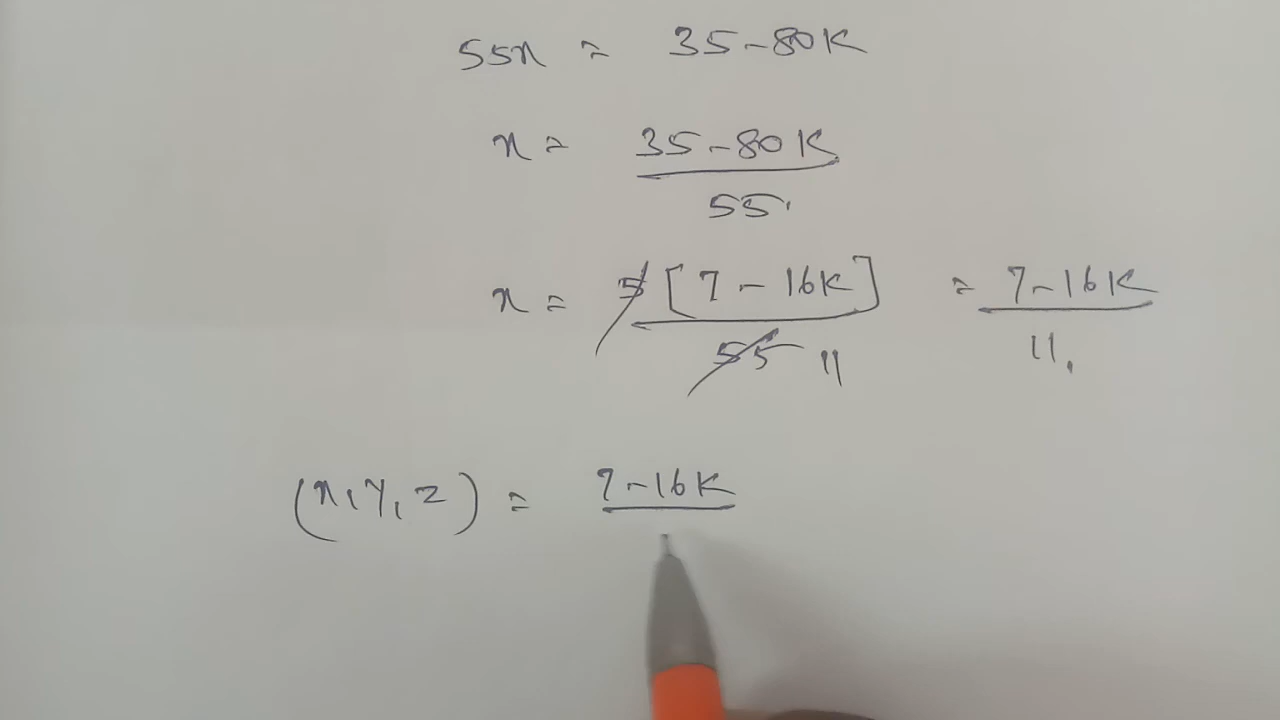 55x = 35-80K
x = 35-80K
55.
x = 5[7-16K] = 7-16K
55 11 11.
(x,y,z) = 7-16K